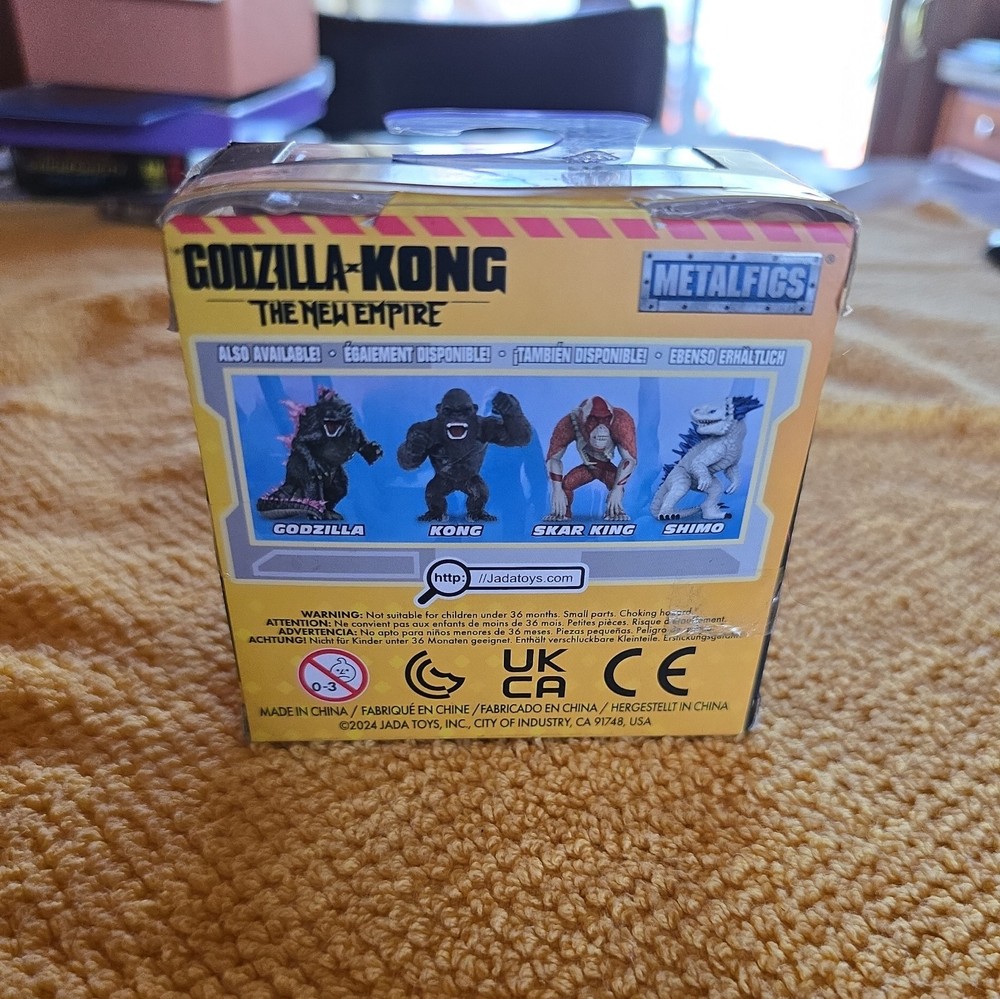 GODZILLA x KONG
THE NEW EMPIRE
METALFIGS
®
ALSO AVAILABLE! • ÉGALEMENT DISPONIBLE! • ¡TAMBIÉN DISPONIBLE! • EBENSO ERHÄLTLICH
GODZILLA KONG SKAR KING SHIMO
http: //Jadatoys.com
WARNING: Not suitable for children under 36 months. Small parts. Choking hazard.
ATTENTION: Ne convient pas aux enfants de moins de 36 mois. Petites pièces. Risque d'étouffement.
ADVERTENCIA: No apto para niños menores de 36 meses. Piezas pequeñas. Peligro de
ACHTUNG! Nicht für Kinder unter 36 Monaten geeignet. Enthält verschluckbare Kleinteile. Erstickungsgefahr.
0-3
UK
CA
CE
MADE IN CHINA / FABRIQUÉ EN CHINE / FABRICADO EN CHINA / HERGESTELLT IN CHINA
©2024 JADA TOYS, INC., CITY OF INDUSTRY, CA 91748, USA